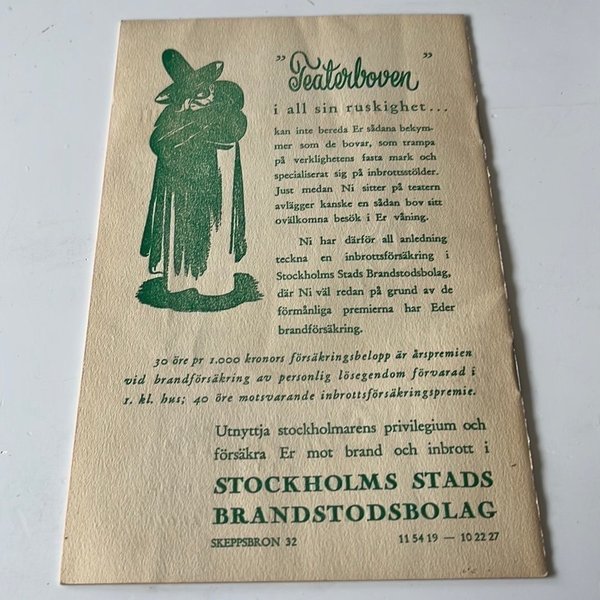 "Teaterboven"
i all sin ruskighet...
kan inte bereda Er sådana bekym-
mer som de bovar, som trampa
på verklighetens fasta mark och
specialiserat sig på inbrottsstölder.
Just medan Ni sitter på teatern
avlägger kanske en sådan bov sitt
ovälkomna besök i Er våning.
Ni har därför all anledning
teckna en inbrottsförsäkring i
Stockholms Stads Brandstodsbolag,
där Ni väl redan på grund av de
förmånliga premierna har Eder
brandförsäkring.
30 öre pr 1.000 kronors försäkringsbelopp är årspremien
vid brandförsäkring av personlig lösegendom förvarad i
1. kl. hus; 40 öre motsvarande inbrottsförsäkringspremie.
Utnyttja stockholmarens privilegium och
försäkra Er mot brand och inbrott i
STOCKHOLMS STADS
BRANDSTODSBOLAG
SKEPPSBRON 32 11 54 19 — 10 22 27